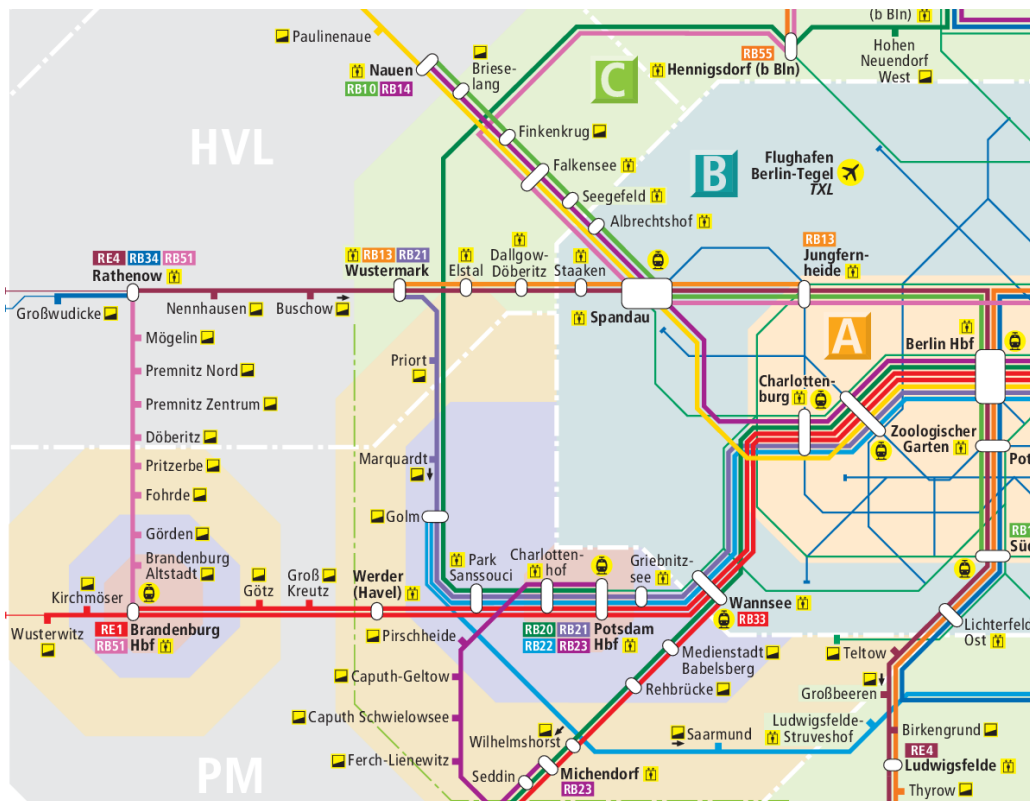 (b Bln)
Paulinenaue
Hohen
Neuendorf
West
RB55
Hennigsdorf (b Bln)
Nauen
RB10 RB14
Briese-
lang
C
Finkenkrug
HVL
Falkensee
B
Flughafen
Berlin-Tegel
TXL
Seegefeld
Albrechtshof
RE4 RB34 RB51
Rathenow
RB13 RB21
Wustermark
Elstal
Dallgow-
Döberitz
Staaken
RB13
Jungfern-
heide
Großwudicke
Nennhausen
Buschow
Spandau
A
Berlin Hbf
Mögelin
Premnitz Nord
Premnitz Zentrum
Döberitz
Pritzerbe
Fohrde
Görden
Brandenburg
Altstadt
Priort
Charlotten-
burg
Zoologischer
Garten
Pot
Marquardt
Golm
RB1
Süd
Kirchmöser
Götz
Groß
Kreutz
Werder
(Havel)
Park
Sanssouci
Charlotten-
hof
Griebnitz-
see
Wusterwitz
RE1 Brandenburg
RB51 Hbf
Pirschheide
RB20 RB21 Potsdam
RB22 RB23 Hbf
Wannsee
RB33
Lichterfeld
Ost
Medienstadt
Babelsberg
Teltow
Caputh-Geltow
Rehbrücke
Großbeeren
Caputh Schwielowsee
Wilhelmshorst
Saarmund
Ludwigsfelde-
Struveshof
Birkengrund
Ferch-Lienewitz
RE4
Ludwigsfelde
PM
Seddin
Michendorf
RB23
Thyrow